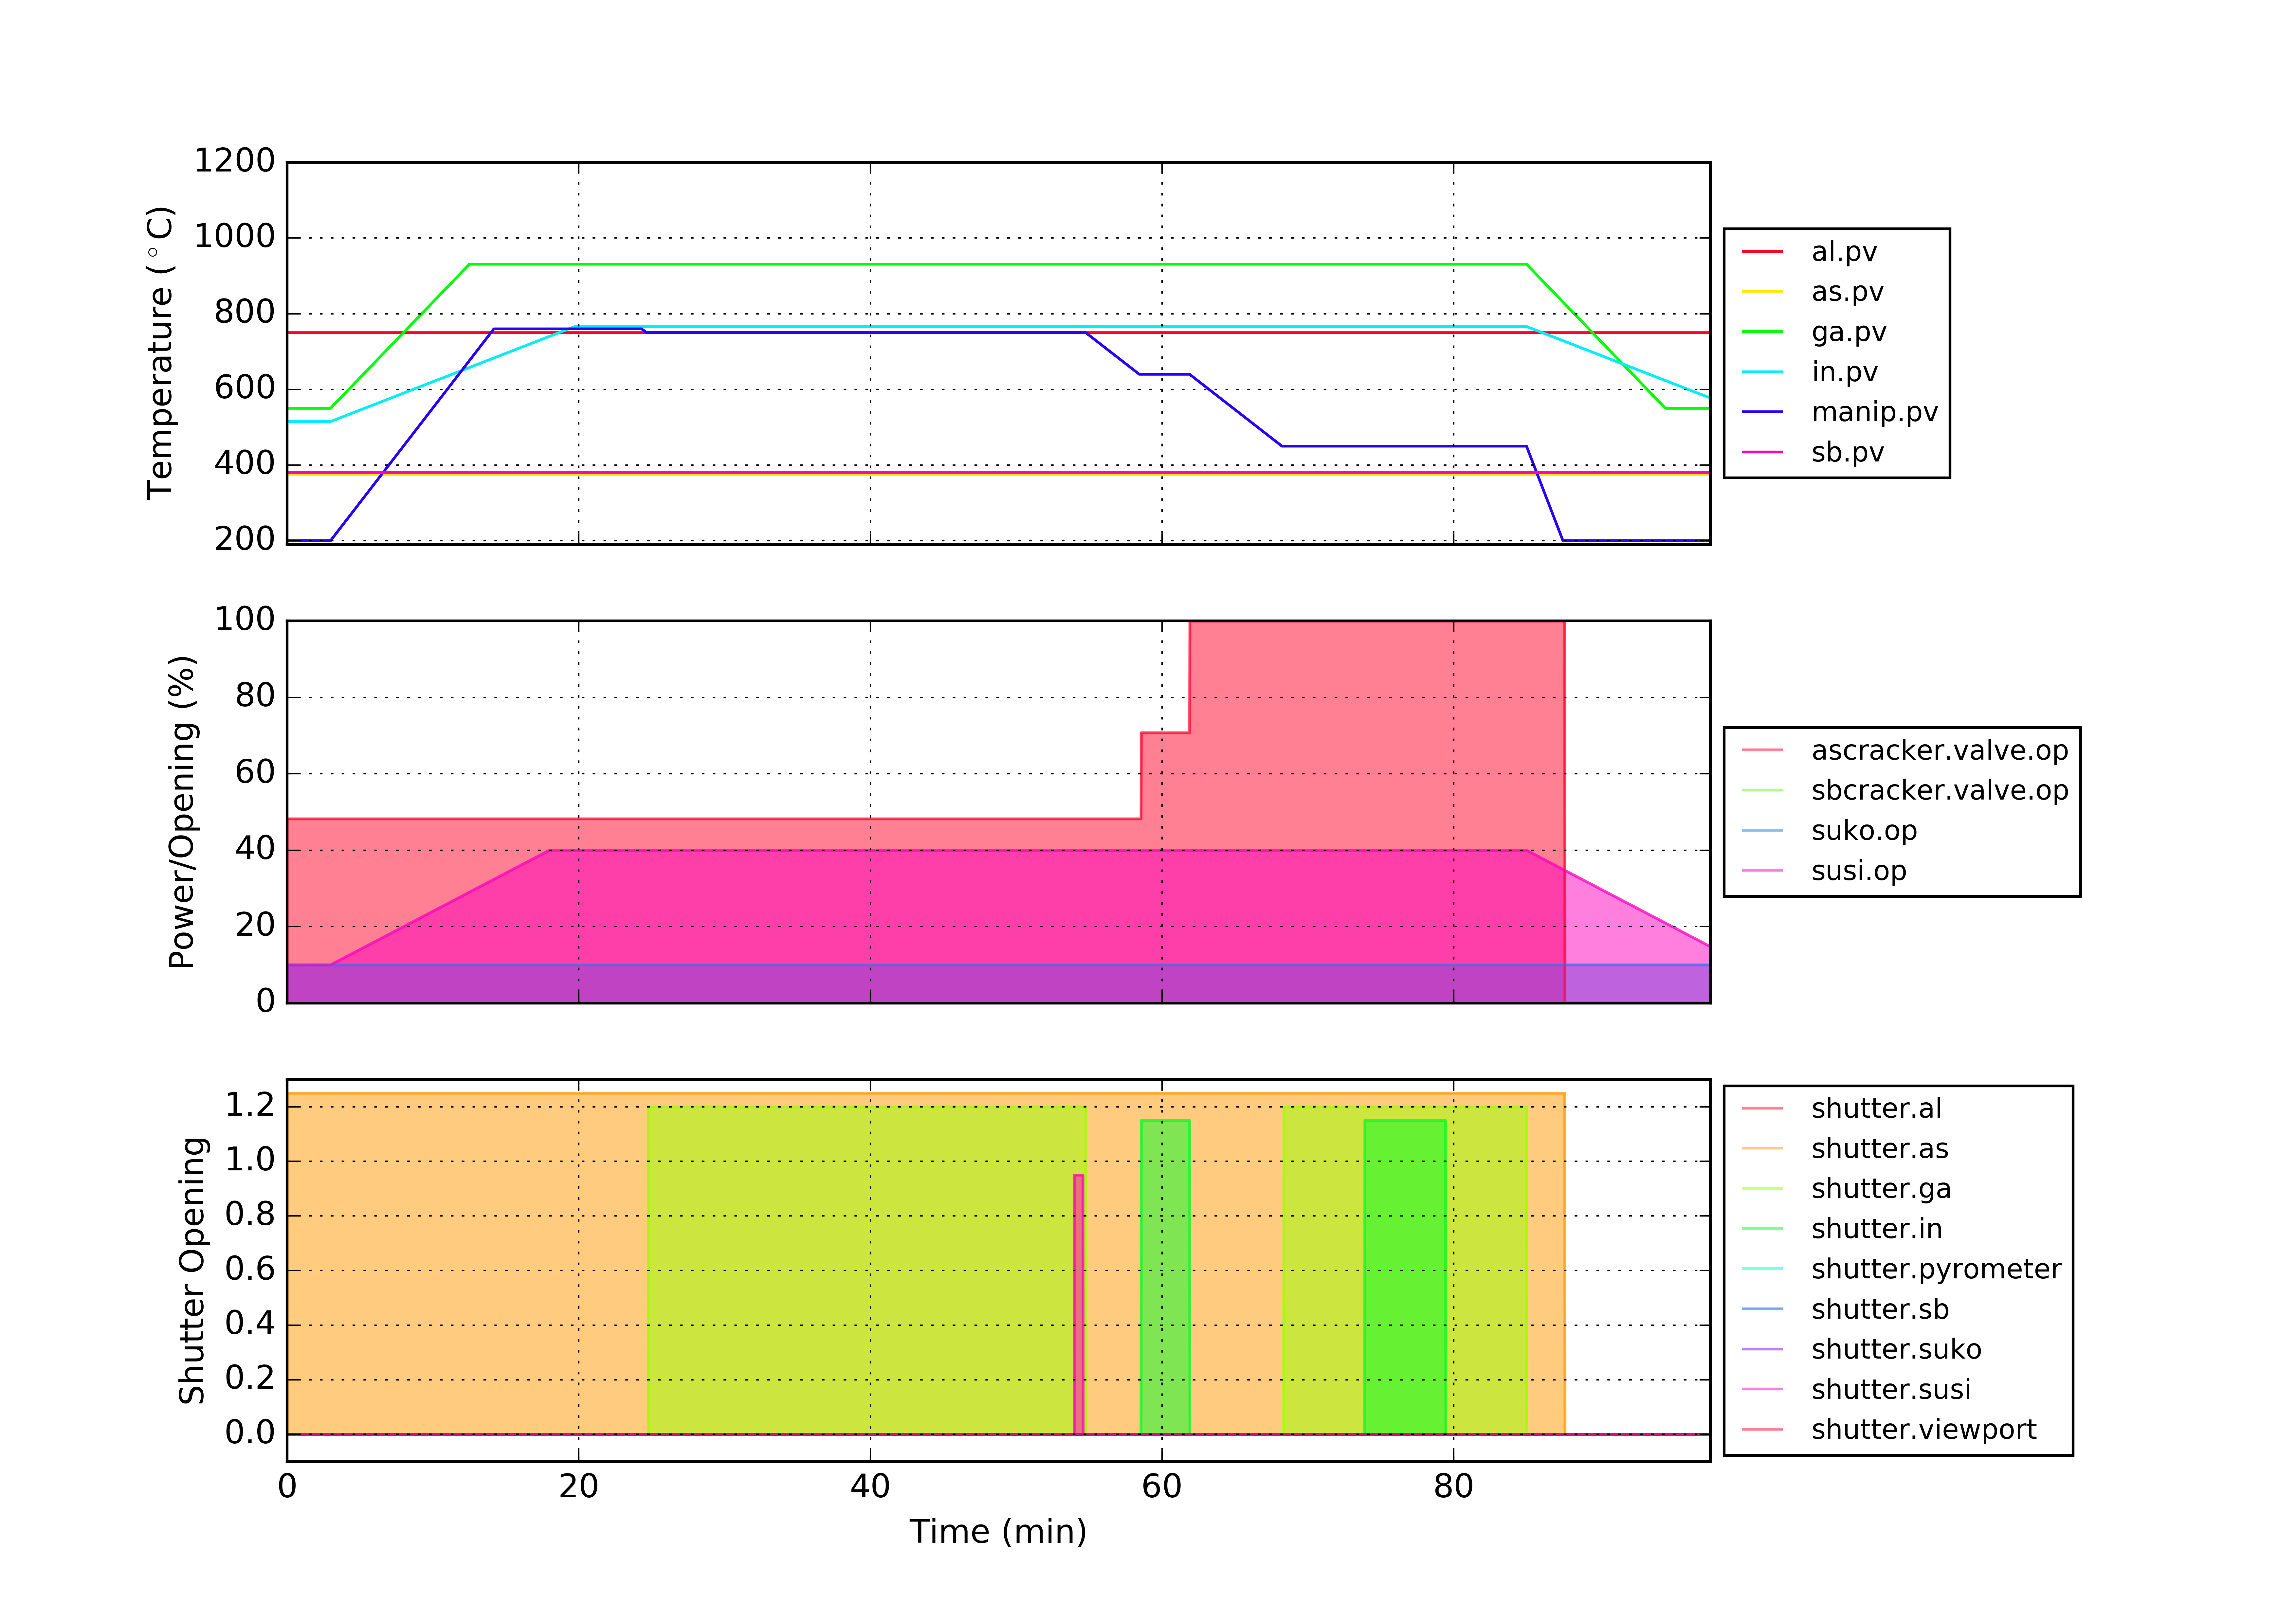 Temperature (°C)
1200
1000
800
600
400
200
al.pv
as.pv
ga.pv
in.pv
manip.pv
sb.pv
Power/Opening (%)
100
80
60
40
20
0
ascracker.valve.op
sbcracker.valve.op
suko.op
susi.op
Shutter Opening
1.2
1.0
0.8
0.6
0.4
0.2
0.0
shutter.al
shutter.as
shutter.ga
shutter.in
shutter.pyrometer
shutter.sb
shutter.suko
shutter.susi
shutter.viewport
0 20 40 60 80
Time (min)